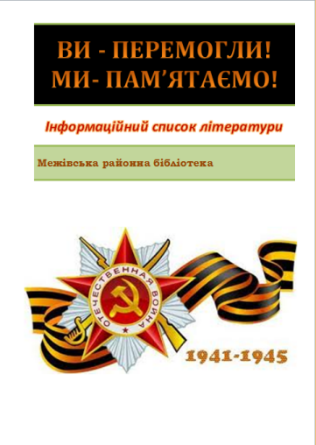 ВИ - ПЕРЕМОГЛИ!
МИ- ПАМ’ЯТАЄМО!
Інформаційний список літератури
Межівська районна бібліотека
ОТЕЧЕСТВЕННАЯ ВОЙНА
1941-1945